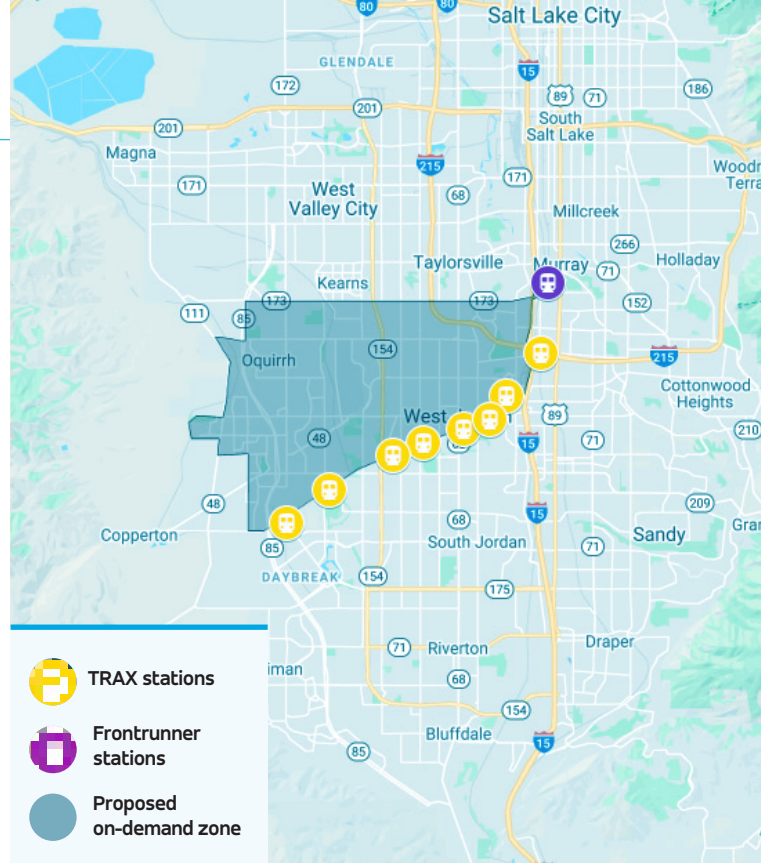 80
80
Salt Lake City
GLENDALE
15
172
89
71
186
201
201
South
Salt Lake
Magna
215
171
171
West
Valley City
68
Millcreek
266
Taylorsville
Murray
71
Holladay
Kearns
173
173
152
111
85
154
215
Oquirrh
Cottonwood
Heights
West
89
48
15
71
210
48
209
15
68
Copperton
85
South Jordan
71
Sandy
DAYBREAK
154
175
71
Riverton
Draper
68
154
Bluffdale
15
85
TRAX stations
Frontrunner
stations
Proposed
on-demand zone